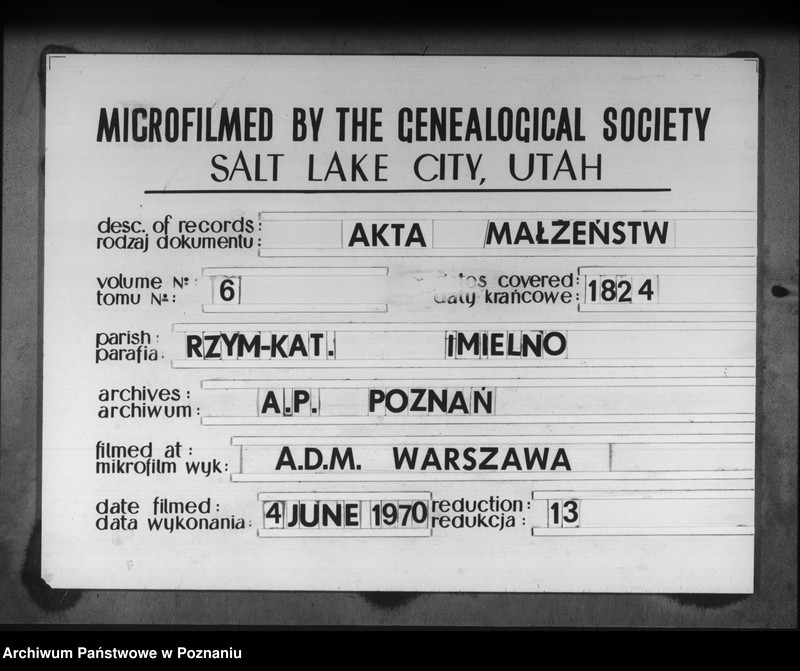 MICROFILMED BY THE GENEALOGICAL SOCIETY
SALT LAKE CITY, UTAH
desc. of records: AKTA MAŁŻEŃSTW
rodzaj dokumentu:
volume Nº: 6 covered: 1824
tomu Nº: daty krańcowe:
parish: RZYM-KAT. IMIELNO
parafia:
archives: A.P. POZNAŃ
archiwum:
filmed at: A.D.M. WARSZAWA
mikrofilm wyk:
date filmed: 4 JUNE 1970 reduction: 13
data wykonania: redukcja:
Archiwum Państwowe w Poznaniu